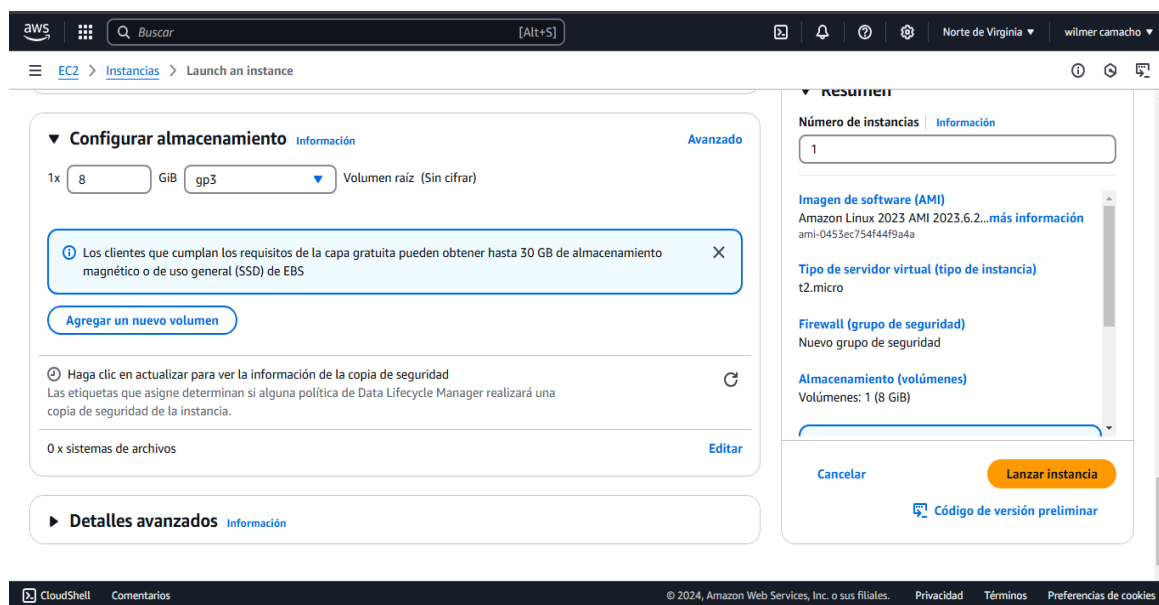 aws
Buscar [Alt+S] Norte de Virginia wilmer camacho
EC2 > Instancias > Launch an instance
Configurar almacenamiento Información Avanzado
1x 8 GiB gp3 Volumen raíz (Sin cifrar)
Los clientes que cumplan los requisitos de la capa gratuita pueden obtener hasta 30 GB de almacenamiento
magnético o de uso general (SSD) de EBS
Agregar un nuevo volumen
Haga clic en actualizar para ver la información de la copia de seguridad
Las etiquetas que asigne determinan si alguna política de Data Lifecycle Manager realizará una
copia de seguridad de la instancia.
0 x sistemas de archivos Editar
Detalles avanzados Información
Resumen
Número de instancias Información
1
Imagen de software (AMI)
Amazon Linux 2023 AMI 2023.6.2...más información
ami-0453ec754f44f9a4a
Tipo de servidor virtual (tipo de instancia)
t2.micro
Firewall (grupo de seguridad)
Nuevo grupo de seguridad
Almacenamiento (volúmenes)
Volúmenes: 1 (8 GiB)
Cancelar Lanzar instancia
Código de versión preliminar
CloudShell Comentarios © 2024, Amazon Web Services, Inc. o sus filiales. Privacidad Términos Preferencias de cookies